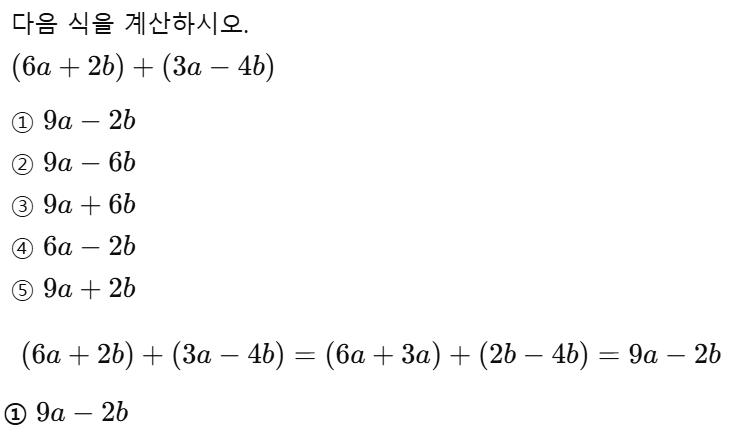 다음 식을 계산하시오.
(6a + 2b) + (3a − 4b)
① 9a − 2b
② 9a − 6b
③ 9a + 6b
④ 6a − 2b
⑤ 9a + 2b
(6a + 2b) + (3a − 4b) = (6a + 3a) + (2b − 4b) = 9a − 2b
① 9a − 2b